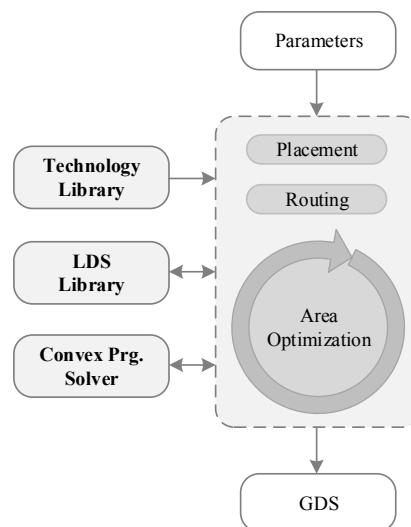 Parameters
Placement
Technology
Library
Routing
LDS
Library
Area
Optimization
Convex Prg.
Solver
GDS